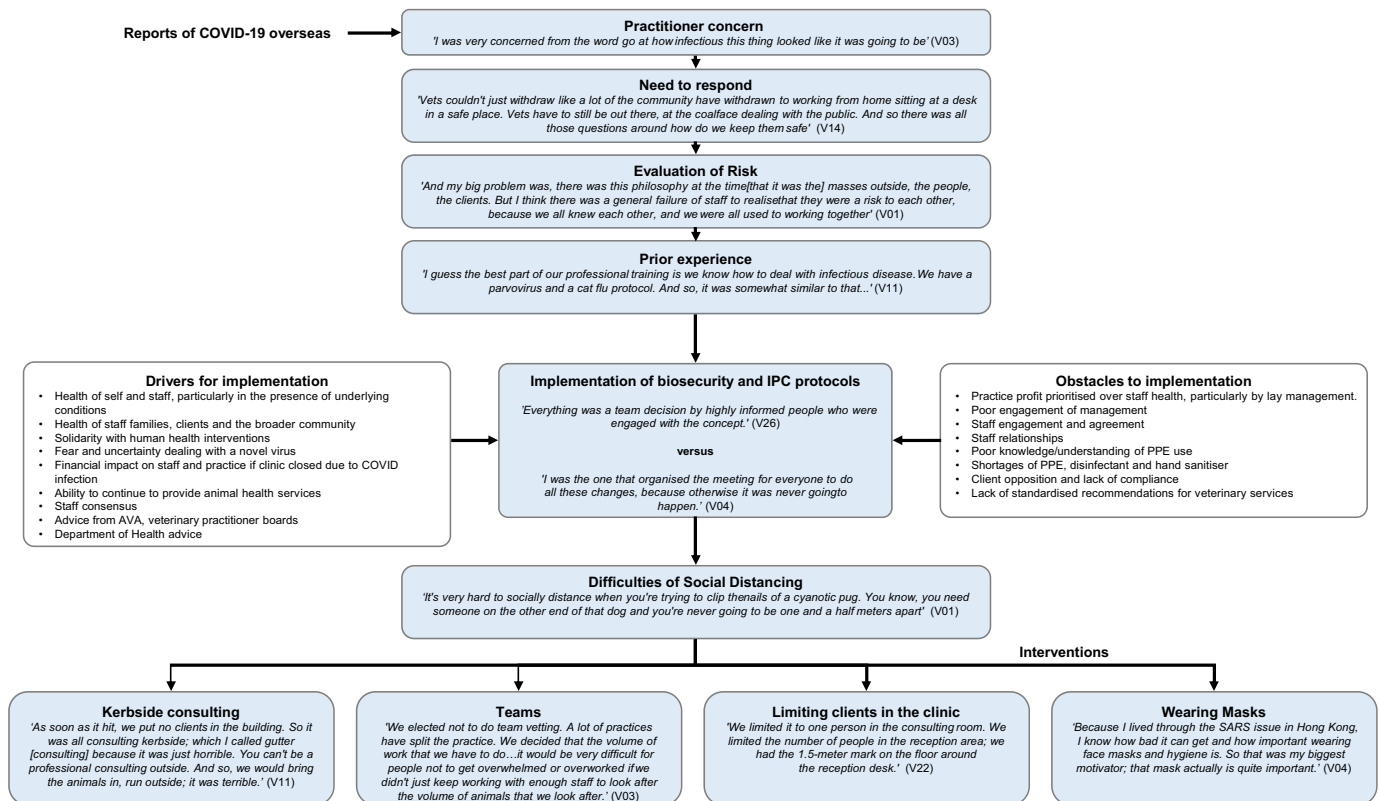 Reports of COVID-19 overseas
Practitioner concern
'I was very concerned from the word go at how infectious this thing looked like it was going to be' (V03)
Need to respond
'Vets couldn't just withdraw like a lot of the community have withdrawn to working from home sitting at a desk
in a safe place. Vets have to still be out there, at the coalface dealing with the public. And so there was all
those questions around how do we keep them safe' (V14)
Evaluation of Risk
'And my big problem was, there was this philosophy at the time[that it was the] masses outside, the people,
the clients. But I think there was a general failure of staff to realisethat they were a risk to each other,
because we all knew each other, and we were all used to working together' (V01)
Prior experience
'I guess the best part of our professional training is we know how to deal with infectious disease. We have a
parvovirus and a cat flu protocol. And so, it was somewhat similar to that...' (V11)
Drivers for implementation
• Health of self and staff, particularly in the presence of underlying
conditions
• Health of staff families, clients and the broader community
• Solidarity with human health interventions
• Fear and uncertainty dealing with a novel virus
• Financial impact on staff and practice if clinic closed due to COVID
infection
• Ability to continue to provide animal health services
• Staff consensus
• Advice from AVA, veterinary practitioner boards
• Department of Health advice
Implementation of biosecurity and IPC protocols
'Everything was a team decision by highly informed people who were
engaged with the concept.' (V26)
versus
'I was the one that organised the meeting for everyone to do
all these changes, because otherwise it was never goingto
happen.' (V04)
Obstacles to implementation
• Practice profit prioritised over staff health, particularly by lay management.
• Poor engagement of management
• Staff engagement and agreement
• Staff relationships
• Poor knowledge/understanding of PPE use
• Shortages of PPE, disinfectant and hand sanitiser
• Client opposition and lack of compliance
• Lack of standardised recommendations for veterinary services
Difficulties of Social Distancing
'It's very hard to socially distance when you're trying to clip thenails of a cyanotic pug. You know, you need
someone on the other end of that dog and you're never going to be one and a half meters apart' (V01)
Interventions
Kerbside consulting
'As soon as it hit, we put no clients in the building. So it
was all consulting kerbside; which I called gutter
[consulting] because it was just horrible. You can't be a
professional consulting outside. And so, we would bring
the animals in, run outside; it was terrible.' (V11)
Teams
'We elected not to do team vetting. A lot of practices
have split the practice. We decided that the volume of
work that we have to do…it would be very difficult for
people not to get overwhelmed or overworked if we
didn't just keep working with enough staff to look after
the volume of animals that we look after.' (V03)
Limiting clients in the clinic
'We limited it to one person in the consulting room. We
limited the number of people in the reception area; we
had the 1.5-meter mark on the floor around
the reception desk.' (V22)
Wearing Masks
'Because I lived through the SARS issue in Hong Kong,
I know how bad it can get and how important wearing
face masks and hygiene is. So that was my biggest
motivator; that mask actually is quite important.' (V04)